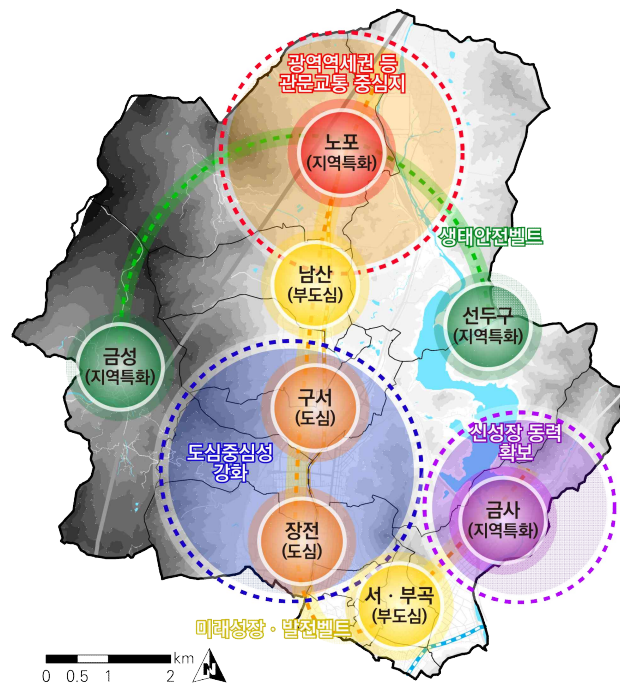 광역역세권 등
관문교통 중심지
노포
(지역특화)
생태안전벨트
남산
(부도심)
선두구
(지역특화)
금성
(지역특화)
구서
(도심)
도심중심성
강화
신성장 동력
확보
금사
(지역특화)
장전
(도심)
서·부곡
(부도심)
미래성장·발전벨트
km
0 0.5 1 2
N